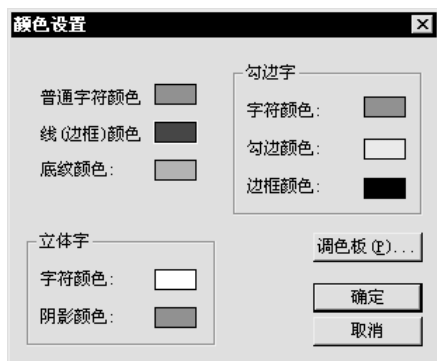 颜色设置
普通字符颜色
线(边框)颜色
底纹颜色:
勾边字
字符颜色:
勾边颜色:
边框颜色:
立体字
字符颜色:
阴影颜色:
调色板(P)...
确定
取消